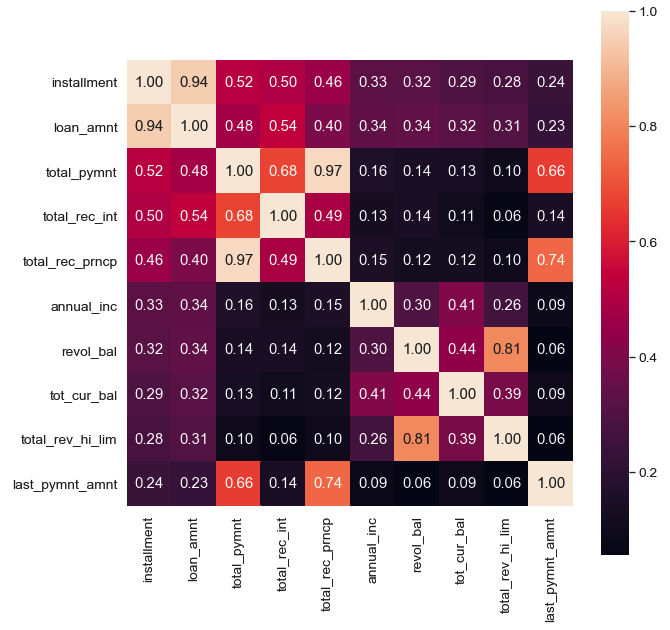 1.0
installment 1.00 0.94 0.52 0.50 0.46 0.33 0.32 0.29 0.28 0.24
loan_amnt 0.94 1.00 0.48 0.54 0.40 0.34 0.34 0.32 0.31 0.23
0.8
total_pymnt 0.52 0.48 1.00 0.68 0.97 0.16 0.14 0.13 0.10 0.66
total_rec_int 0.50 0.54 0.68 1.00 0.49 0.13 0.14 0.11 0.06 0.14
0.6
total_rec_prncp 0.46 0.40 0.97 0.49 1.00 0.15 0.12 0.12 0.10 0.74
annual_inc 0.33 0.34 0.16 0.13 0.15 1.00 0.30 0.41 0.26 0.09
revol_bal 0.32 0.34 0.14 0.14 0.12 0.30 1.00 0.44 0.81 0.06
0.4
tot_cur_bal 0.29 0.32 0.13 0.11 0.12 0.41 0.44 1.00 0.39 0.09
total_rev_hi_lim 0.28 0.31 0.10 0.06 0.10 0.26 0.81 0.39 1.00 0.06
0.2
last_pymnt_amnt 0.24 0.23 0.66 0.14 0.74 0.09 0.06 0.09 0.06 1.00
installment
loan_amnt
total_pymnt
total_rec_int
total_rec_prncp
annual_inc
revol_bal
tot_cur_bal
total_rev_hi_lim
last_pymnt_amnt